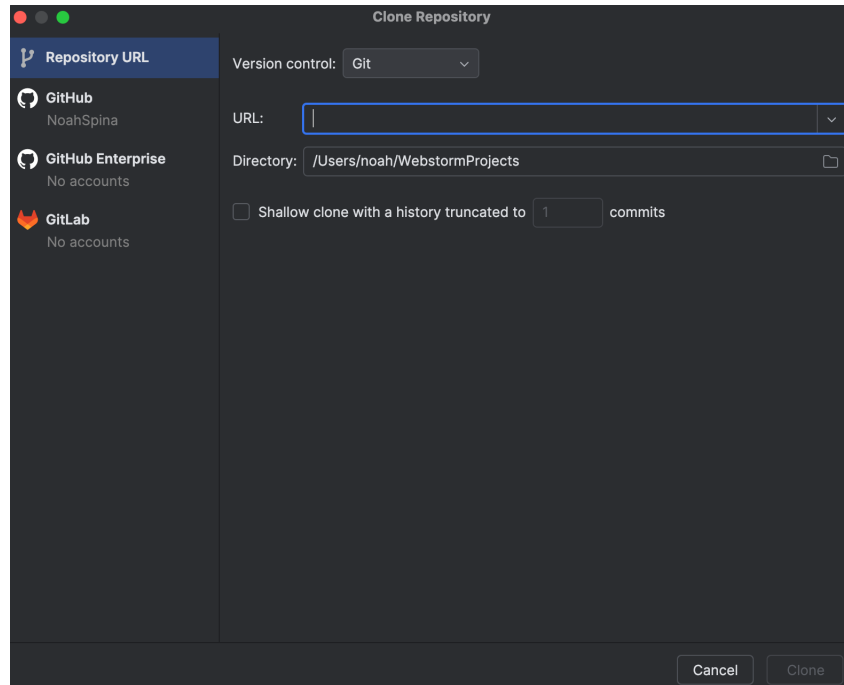 Clone Repository
Repository URL
GitHub
NoahSpina
GitHub Enterprise
No accounts
GitLab
No accounts
Version control: Git
URL:
Directory: /Users/noah/WebstormProjects
Shallow clone with a history truncated to 1 commits
Cancel Clone